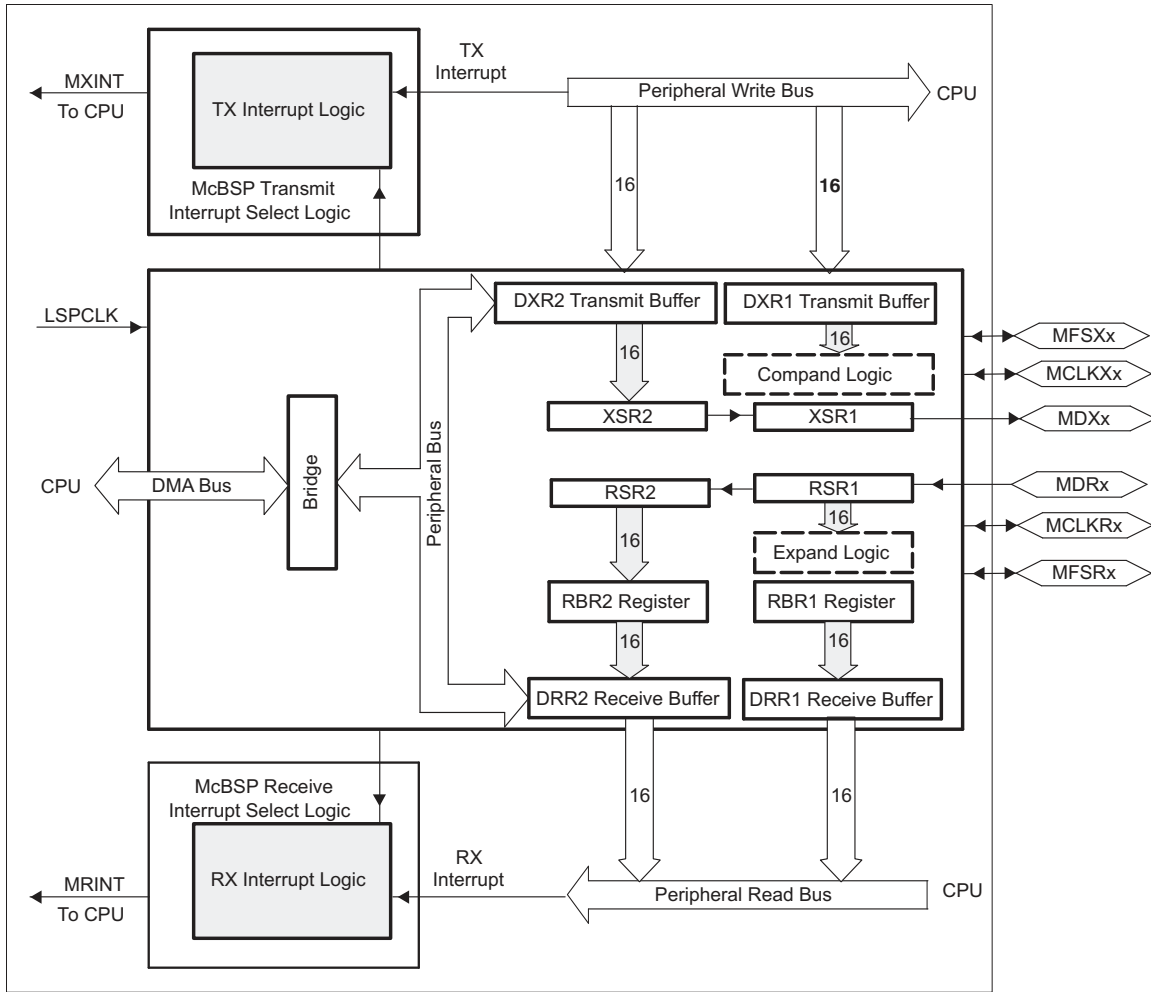 TX
Interrupt
MXINT
To CPU
TX Interrupt Logic
Peripheral Write Bus
CPU
McBSP Transmit
Interrupt Select Logic
16
16
LSPCLK
DXR2 Transmit Buffer
DXR1 Transmit Buffer
16
16
Compand Logic
XSR2
XSR1
MFSXx
MCLKXx
MDXx
CPU
DMA Bus
Bridge
Peripheral Bus
RSR2
RSR1
MDRx
16
16
MCLKRx
Expand Logic
MFSRx
RBR2 Register
RBR1 Register
16
16
DRR2 Receive Buffer
DRR1 Receive Buffer
McBSP Receive
Interrupt Select Logic
16
16
RX
Interrupt
MRINT
To CPU
RX Interrupt Logic
Peripheral Read Bus
CPU